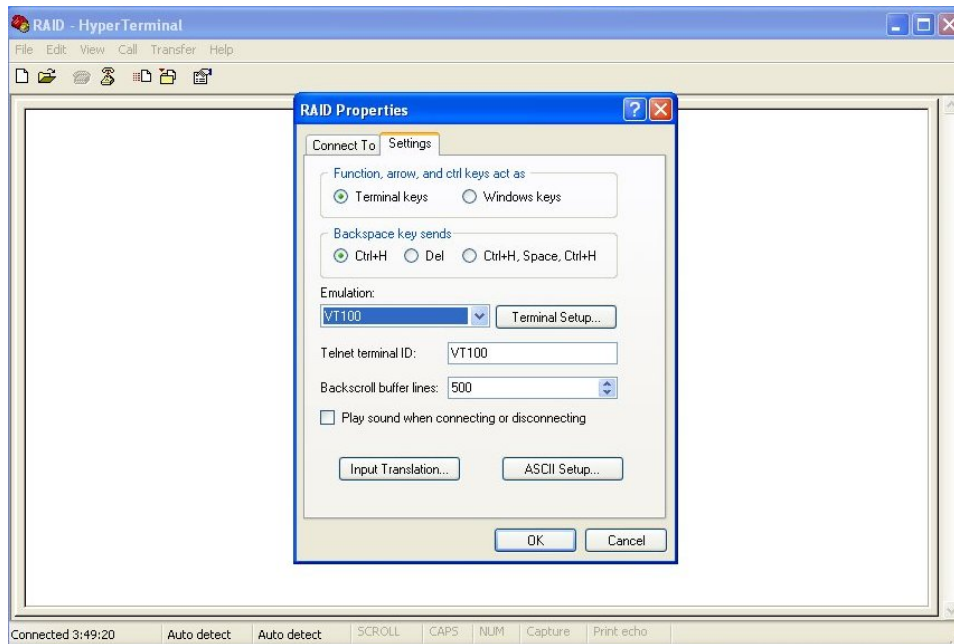 RAID - HyperTerminal
File Edit View Call Transfer Help
RAID Properties
Connect To Settings
Function, arrow, and ctrl keys act as
Terminal keys Windows keys
Backspace key sends
Ctrl+H Del Ctrl+H, Space, Ctrl+H
Emulation:
VT100 Terminal Setup...
Telnet terminal ID: VT100
Backscroll buffer lines: 500
Play sound when connecting or disconnecting
Input Translation... ASCII Setup...
OK Cancel
Connected 3:49:20 Auto detect Auto detect SCROLL CAPS NUM Capture Print echo